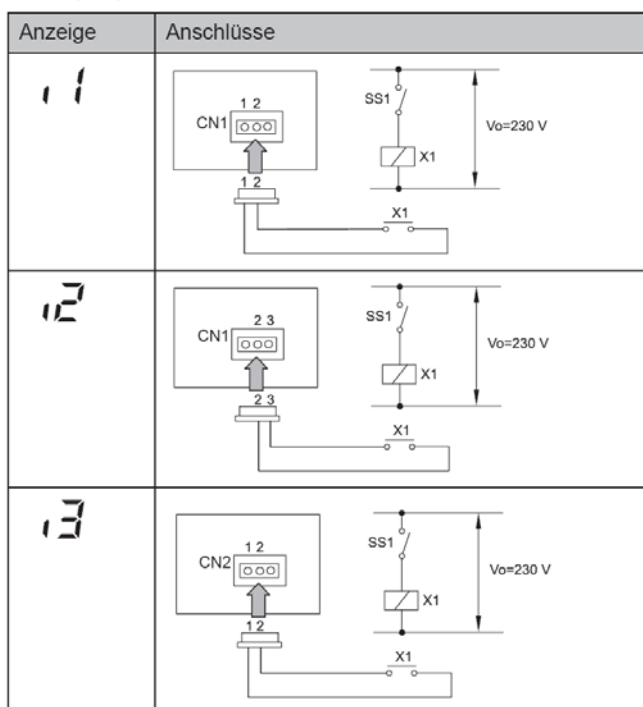 Anzeige Anschlüsse
i1
1 2
CN1
1 2
X1
SS1
X1
Vo=230 V
i2
2 3
CN1
2 3
X1
SS1
X1
Vo=230 V
i3
1 2
CN2
1 2
X1
SS1
X1
Vo=230 V